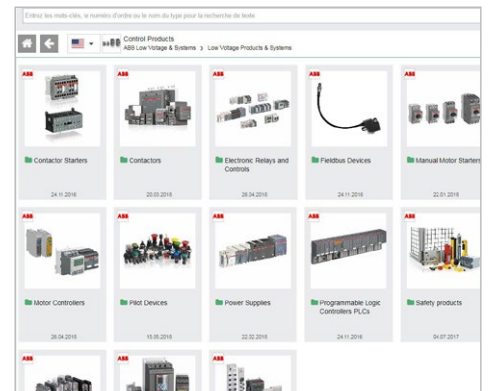 Entrez les mots-clés, le numéro d'ordre ou le nom du type pour la recherche de texte
Control Products
ABB Low Voltage & Systems > Low Voltage Products & Systems
ABB
ABB
ABB
ABB
ABB
Contactor Starters
Contactors
Electronic Relays and
Controls
Fieldbus Devices
Manual Motor Starters
24.11.2016
20.03.2018
26.04.2016
24.11.2016
22.01.2016
ABB
ABB
ABB
ABB
ABB
Motor Controllers
Pilot Devices
Power Supplies
Programmable Logic
Controllers PLCs
Safety products
26.04.2016
15.05.2018
22.02.2016
24.11.2016
04.07.2017
ABB
ABB
ABB